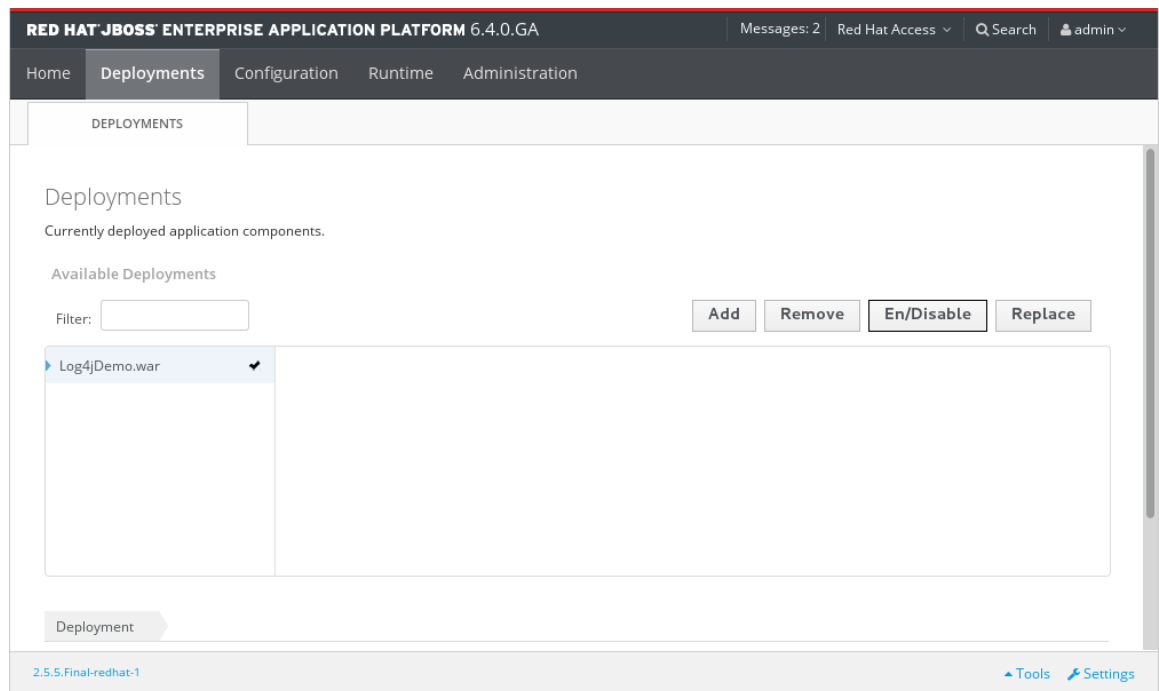 RED HAT JBOSS ENTERPRISE APPLICATION PLATFORM 6.4.0.GA Messages: 2 Red Hat Access Search admin
Home Deployments Configuration Runtime Administration
DEPLOYMENTS
Deployments
Currently deployed application components.
Available Deployments
Filter: Add Remove En/Disable Replace
Log4jDemo.war
Deployment
2.5.5.Final-redhat-1 Tools Settings